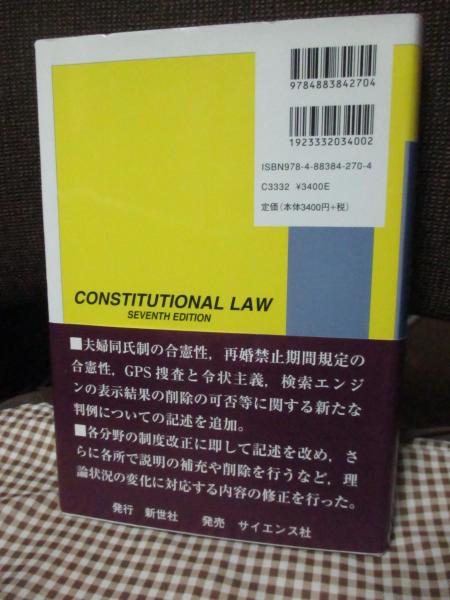 9784883842704
1923332034002
ISBN978-4-88384-270-4
C3332 ¥3400E
定価(本体3400円+税)
CONSTITUTIONAL LAW
SEVENTH EDITION
■夫婦同氏制の合憲性，再婚禁止期間規定の
合憲性，GPS捜査と令状主義，検索エンジ
ンの表示結果の削除の可否等に関する新たな
判例についての記述を追加。
■各分野の制度改正に即して記述を改め，さ
らに各所で説明の補充や削除を行うなど，理
論状況の変化に対応する内容の修正を行った。
発行 新世社 発売 サイエンス社